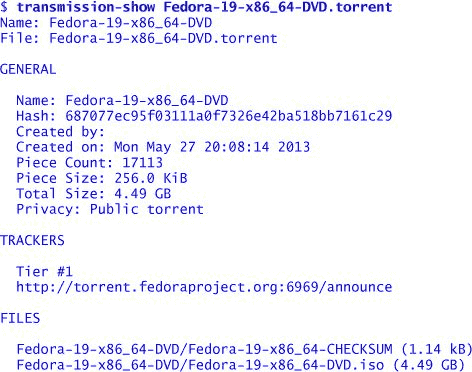 $ transmission-show Fedora-19-x86_64-DVD.torrent
Name: Fedora-19-x86_64-DVD
File: Fedora-19-x86_64-DVD.torrent
GENERAL
Name: Fedora-19-x86_64-DVD
Hash: 687077ec95f03111a0f7326e42ba518bb7161c29
Created by:
Created on: Mon May 27 20:08:14 2013
Piece Count: 17113
Piece Size: 256.0 KiB
Total Size: 4.49 GB
Privacy: Public torrent
TRACKERS
Tier #1
http://torrent.fedoraproject.org:6969/announce
FILES
Fedora-19-x86_64-DVD/Fedora-19-x86_64-CHECKSUM (1.14 kB)
Fedora-19-x86_64-DVD/Fedora-19-x86_64-DVD.iso (4.49 GB)